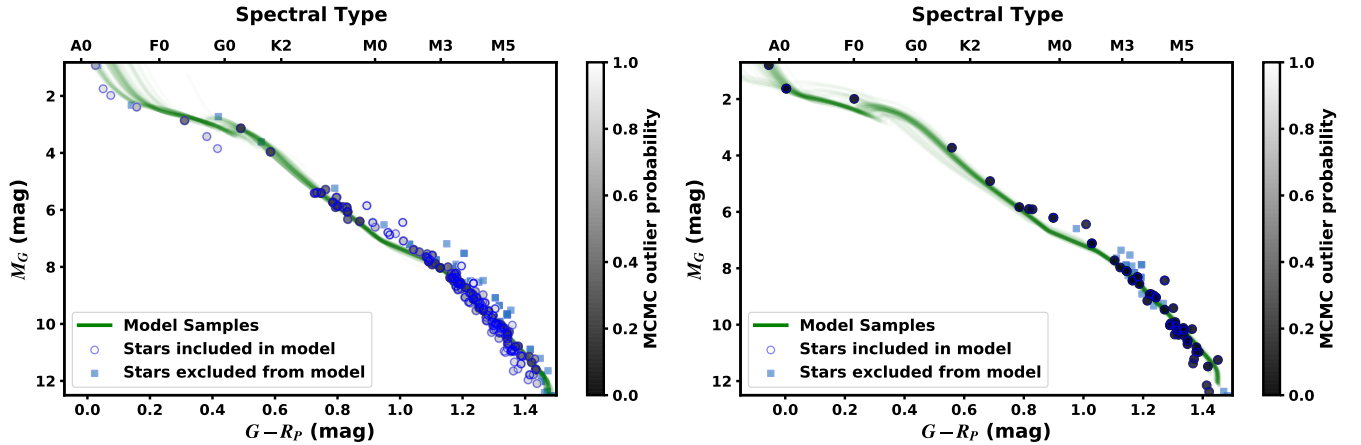 Spectral Type
A0 F0 G0 K2 M0 M3 M5
M_G (mag)
2
4
6
8
10
12
Model Samples
Stars included in model
Stars excluded from model
0.0 0.2 0.4 0.6 0.8 1.0 1.2 1.4
G − R_P (mag)
1.0
0.8
0.6
0.4
0.2
0.0
MCMC outlier probability
Spectral Type
A0 F0 G0 K2 M0 M3 M5
M_G (mag)
2
4
6
8
10
12
Model Samples
Stars included in model
Stars excluded from model
0.0 0.2 0.4 0.6 0.8 1.0 1.2 1.4
G − R_P (mag)
1.0
0.8
0.6
0.4
0.2
0.0
MCMC outlier probability